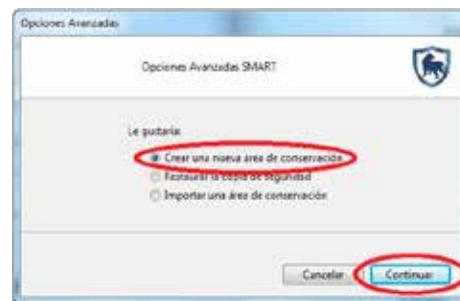 Opciones Avanzadas
Opciones Avanzadas SMART
Le gustaría:
Crear una nueva área de conservación
Restaurar la copia de seguridad
Importar una área de conservación
Cancelar
Continuar